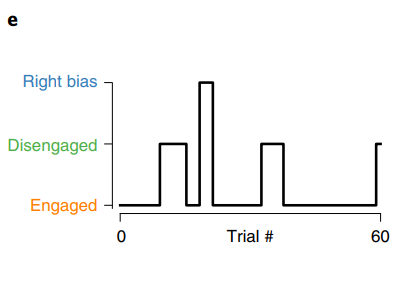 e
Right bias
Disengaged
Engaged
0 Trial # 60